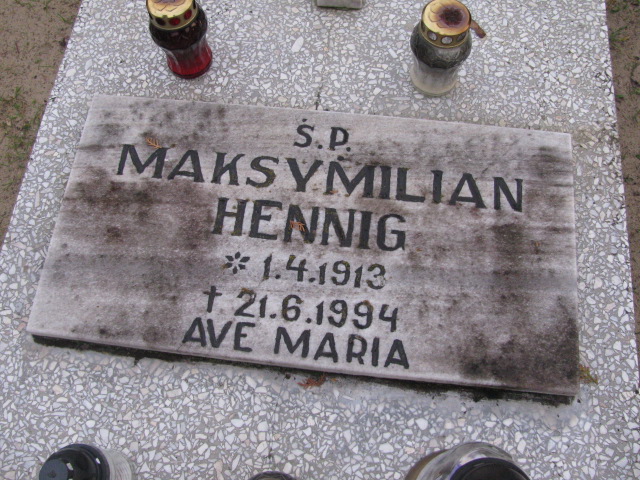 Ś.P.
MAKSYMILIAN
HENNIG
* 1.4.1913
† 21.6.1994
AVE MARIA